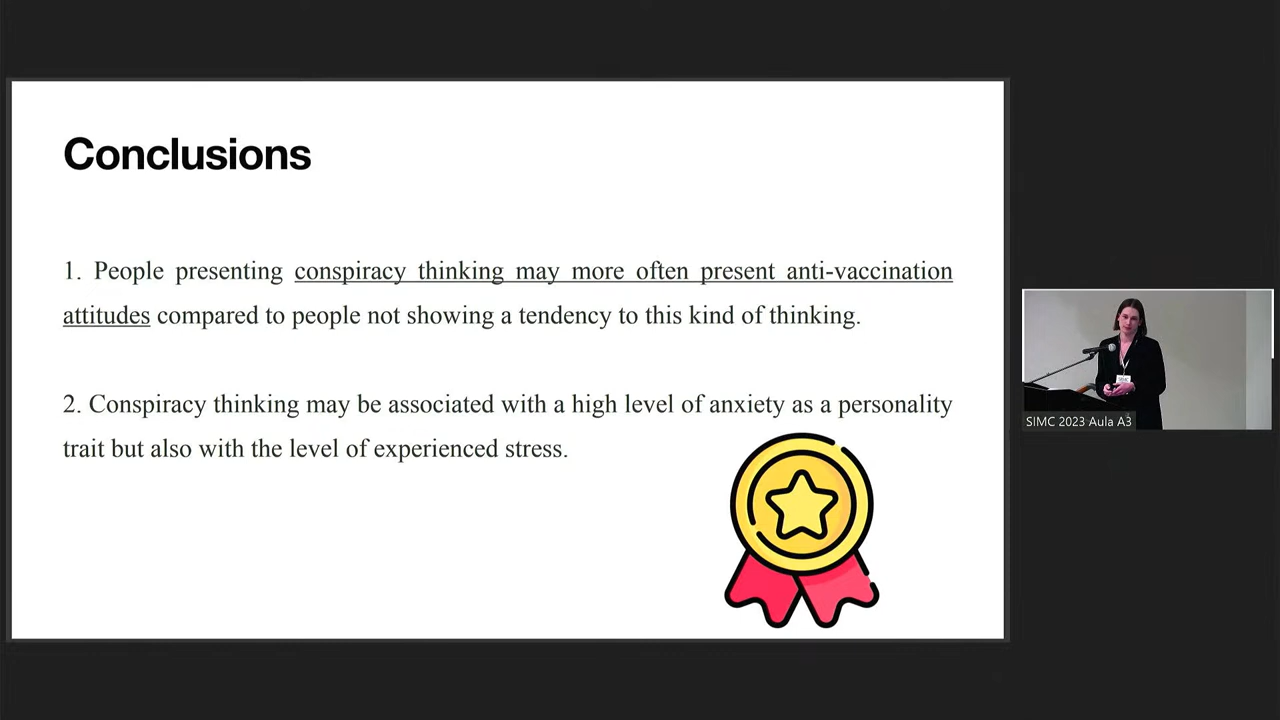 Conclusions
1. People presenting conspiracy thinking may more often present anti-vaccination
attitudes compared to people not showing a tendency to this kind of thinking.
2. Conspiracy thinking may be associated with a high level of anxiety as a personality
trait but also with the level of experienced stress.
SIMC 2023 Aula A3